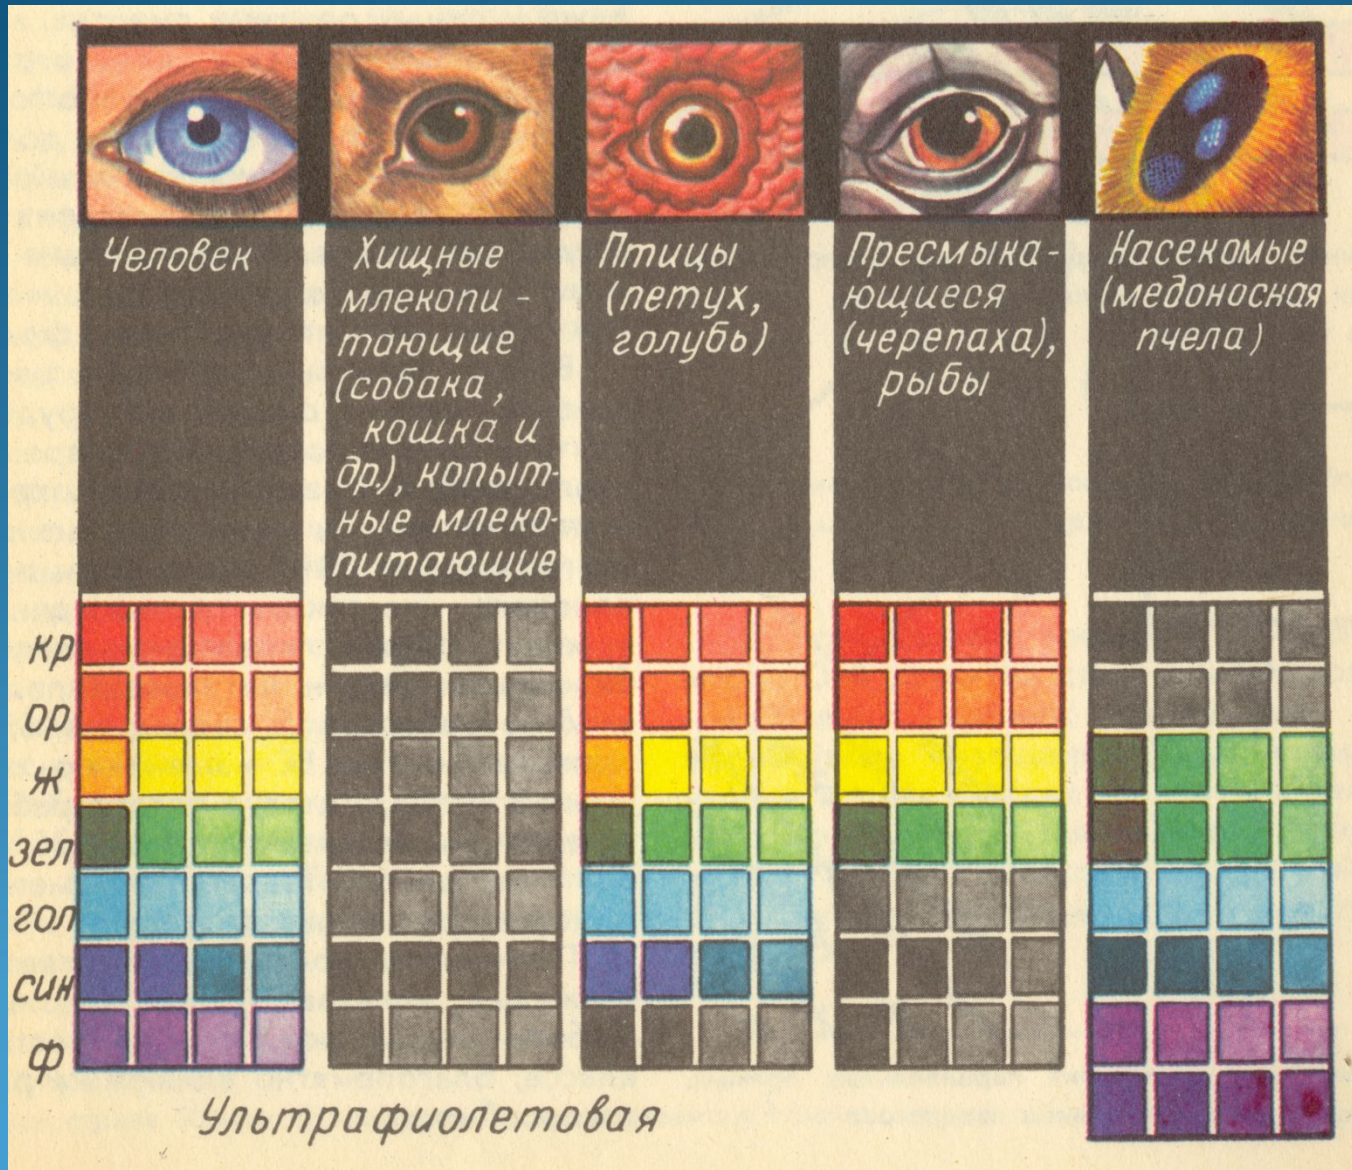 Человек
Хищные
млекопи-
тающие
(собака,
кошка и
др.), копыт-
ные млеко-
питающие
Птицы
(петух,
голубь)
Пресмыка-
ющиеся
(черепаха),
рыбы
Насекомые
(медоносная
пчела)
кр
ор
ж
зел
гол
син
ф
Ультрафиолетовая